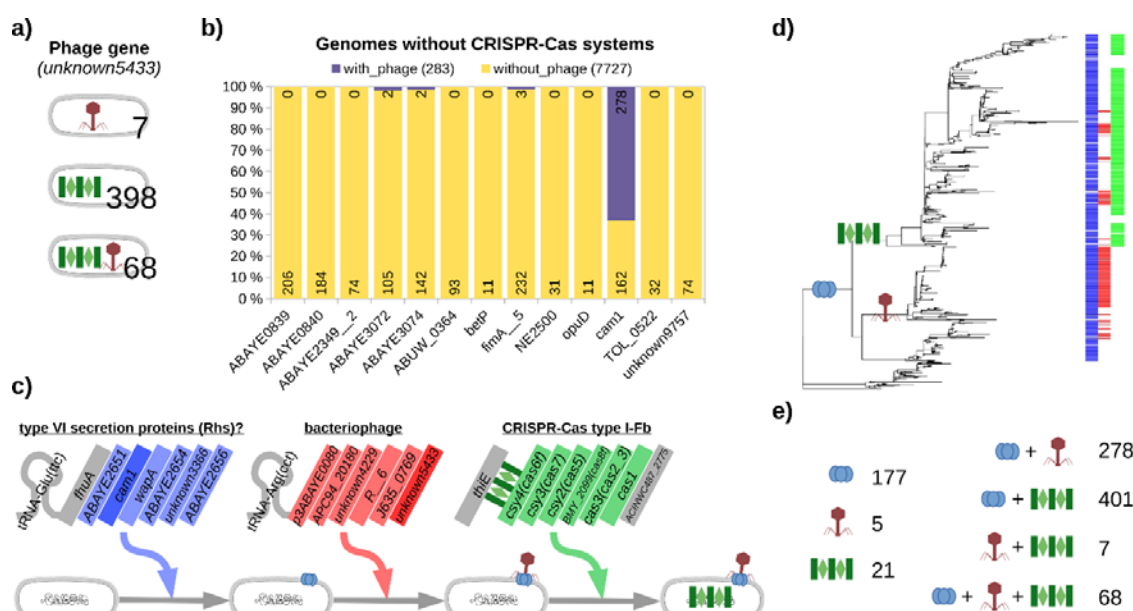 a)
Phage gene
(unknown5433)
7
398
68
b)
Genomes without CRISPR-Cas systems
with_phage (283) without_phage (7727)
100 %
90 %
80 %
70 %
60 %
50 %
40 %
30 %
20 %
10 %
0 %
0 0 0 2 2 0 0 3 0 0 278 0 0
206 184 74 105 142 93 11 232 31 11 162 32 74
ABAYE0839
ABAYE0840
ABAYE2349__2
ABAYE3072
ABAYE3074
ABUW_0364
betP
fimA__5
NE2500
opuD
cam1
TOL_0522
unknown9757
c)
type VI secretion proteins (Rhs)?
tRNA-Glu(ttc)
fhuA
ABAYE2651
cam1
wapA
ABAYE2654
unknown3366
ABAYE2656
bacteriophage
tRNA-Arg(cct)
p3ABAYE0080
APC94_20180
unknown4229
R__6
J635_0769
unknown5433
CRISPR-Cas type I-Fb
thiE
csy4(cas6f)
csy3(cas7)
csy2(cas5)
BMY_2099(cas8f)
cas3(cas2_3)
cas1
ACINWC487_2775
d)
e)
177
5
21
+ 278
+ 401
+ 7
+ + 68